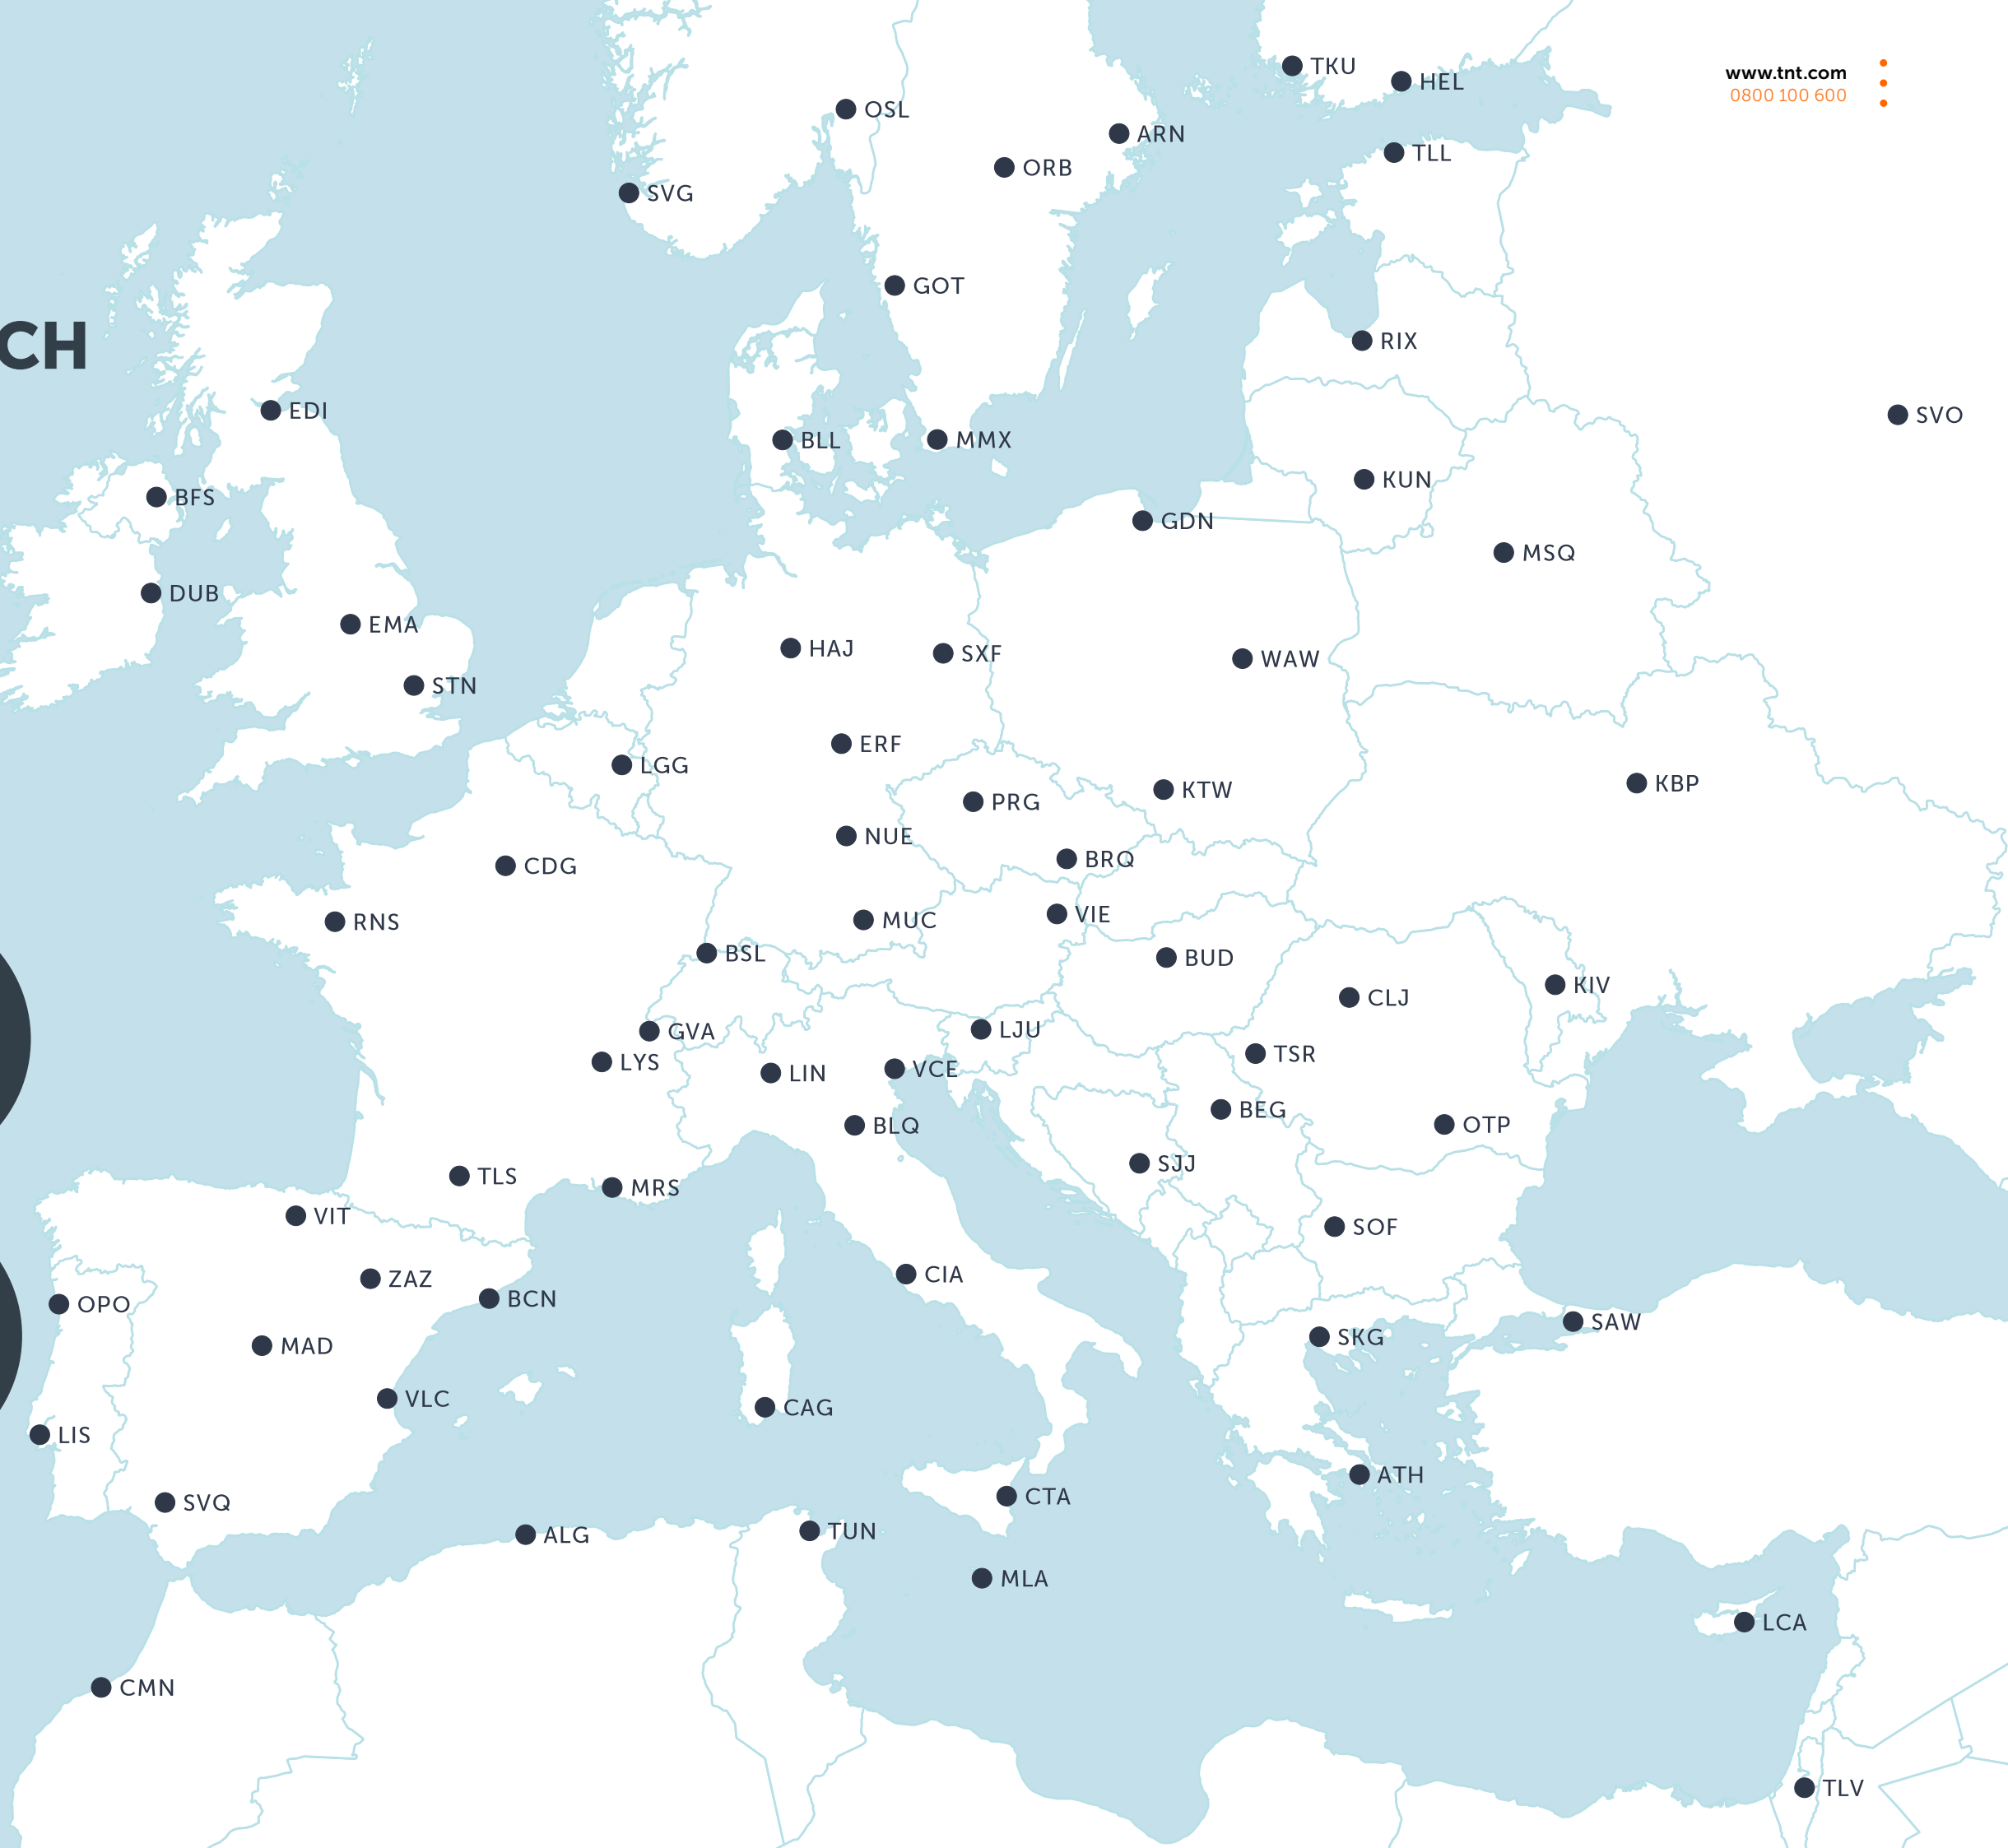 TKU
www.tnt.com
HEL
0800 100 600
OSL
ARN
TLL
ORB
SVG
GOT
RIX
CH
EDI
SVO
BLL
MMX
KUN
BFS
GDN
MSQ
DUB
EMA
HAJ
SXF
WAW
STN
ERF
LGG
KBP
KTW
PRG
NUE
BRQ
CDG
VIE
MUC
RNS
BSL
BUD
KIV
CLJ
LJU
GVA
TSR
LYS
VCE
LIN
BEG
OTP
BLQ
SJJ
TLS
MRS
VIT
SOF
CIA
ZAZ
BCN
OPO
SAW
SKG
MAD
VLC
CAG
LIS
ATH
CTA
SVQ
TUN
ALG
MLA
LCA
CMN
TLV